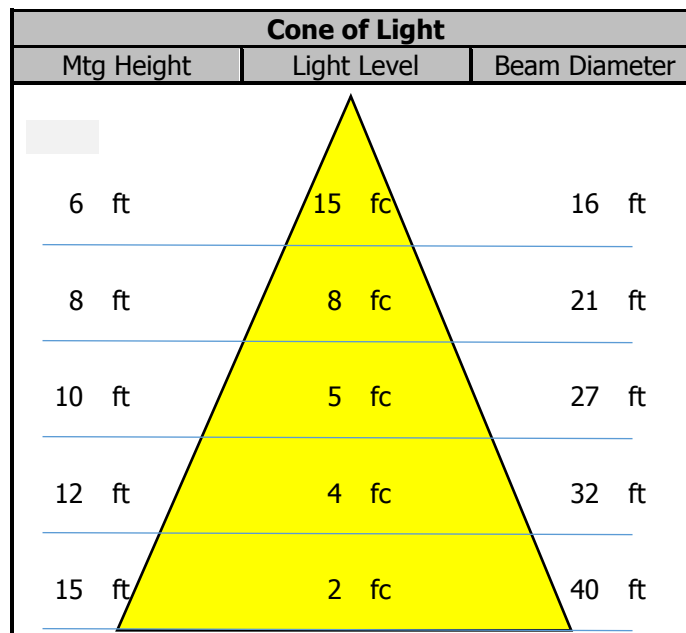 Cone of Light
Mtg Height Light Level Beam Diameter
6 ft 15 fc 16 ft
8 ft 8 fc 21 ft
10 ft 5 fc 27 ft
12 ft 4 fc 32 ft
15 ft 2 fc 40 ft